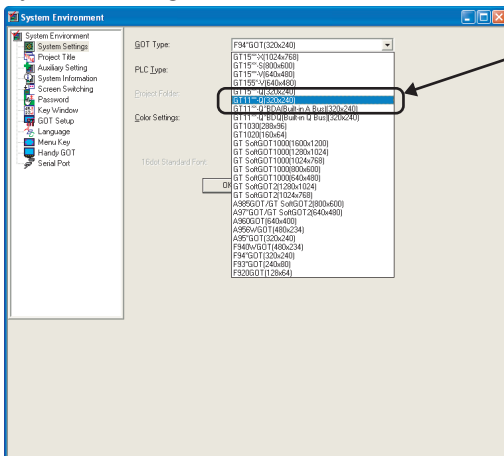 System Environment
System Environment
System Settings
Project Title
Auxiliary Setting
System Information
Screen Switching
Password
Key Window
GOT Setup
Language
Menu Key
Handy GOT
Serial Port
GOT Type:
F94*GOT(320x240)
PLC Type:
Project Folder:
Color Settings:
16dot Standard Font:
OK
GT15**-X(1024x768)
GT15**-S(800x600)
GT15**-V(640x480)
GT155*-V(640x480)
GT15**-Q(320x240)
GT11**-Q(320x240)
GT11**-Q*BDA(Built-in A Bus)(320x240)
GT11**-Q*BDQ(Built-in Q Bus)(320x240)
GT1030(288x96)
GT1020(160x64)
GT SoftGOT1000(1600x1200)
GT SoftGOT1000(1280x1024)
GT SoftGOT1000(1024x768)
GT SoftGOT1000(800x600)
GT SoftGOT1000(640x480)
GT SoftGOT2(1280x1024)
GT SoftGOT2(1024x768)
A985GOT/GT SoftGOT2(800x600)
A97*GOT/GT SoftGOT2(640x480)
A960GOT(640x400)
A956WGOT(480x234)
A95*GOT(320x240)
F940WGOT(480x234)
F94*GOT(320x240)
F93*GOT(240x80)
F920GOT(128x64)